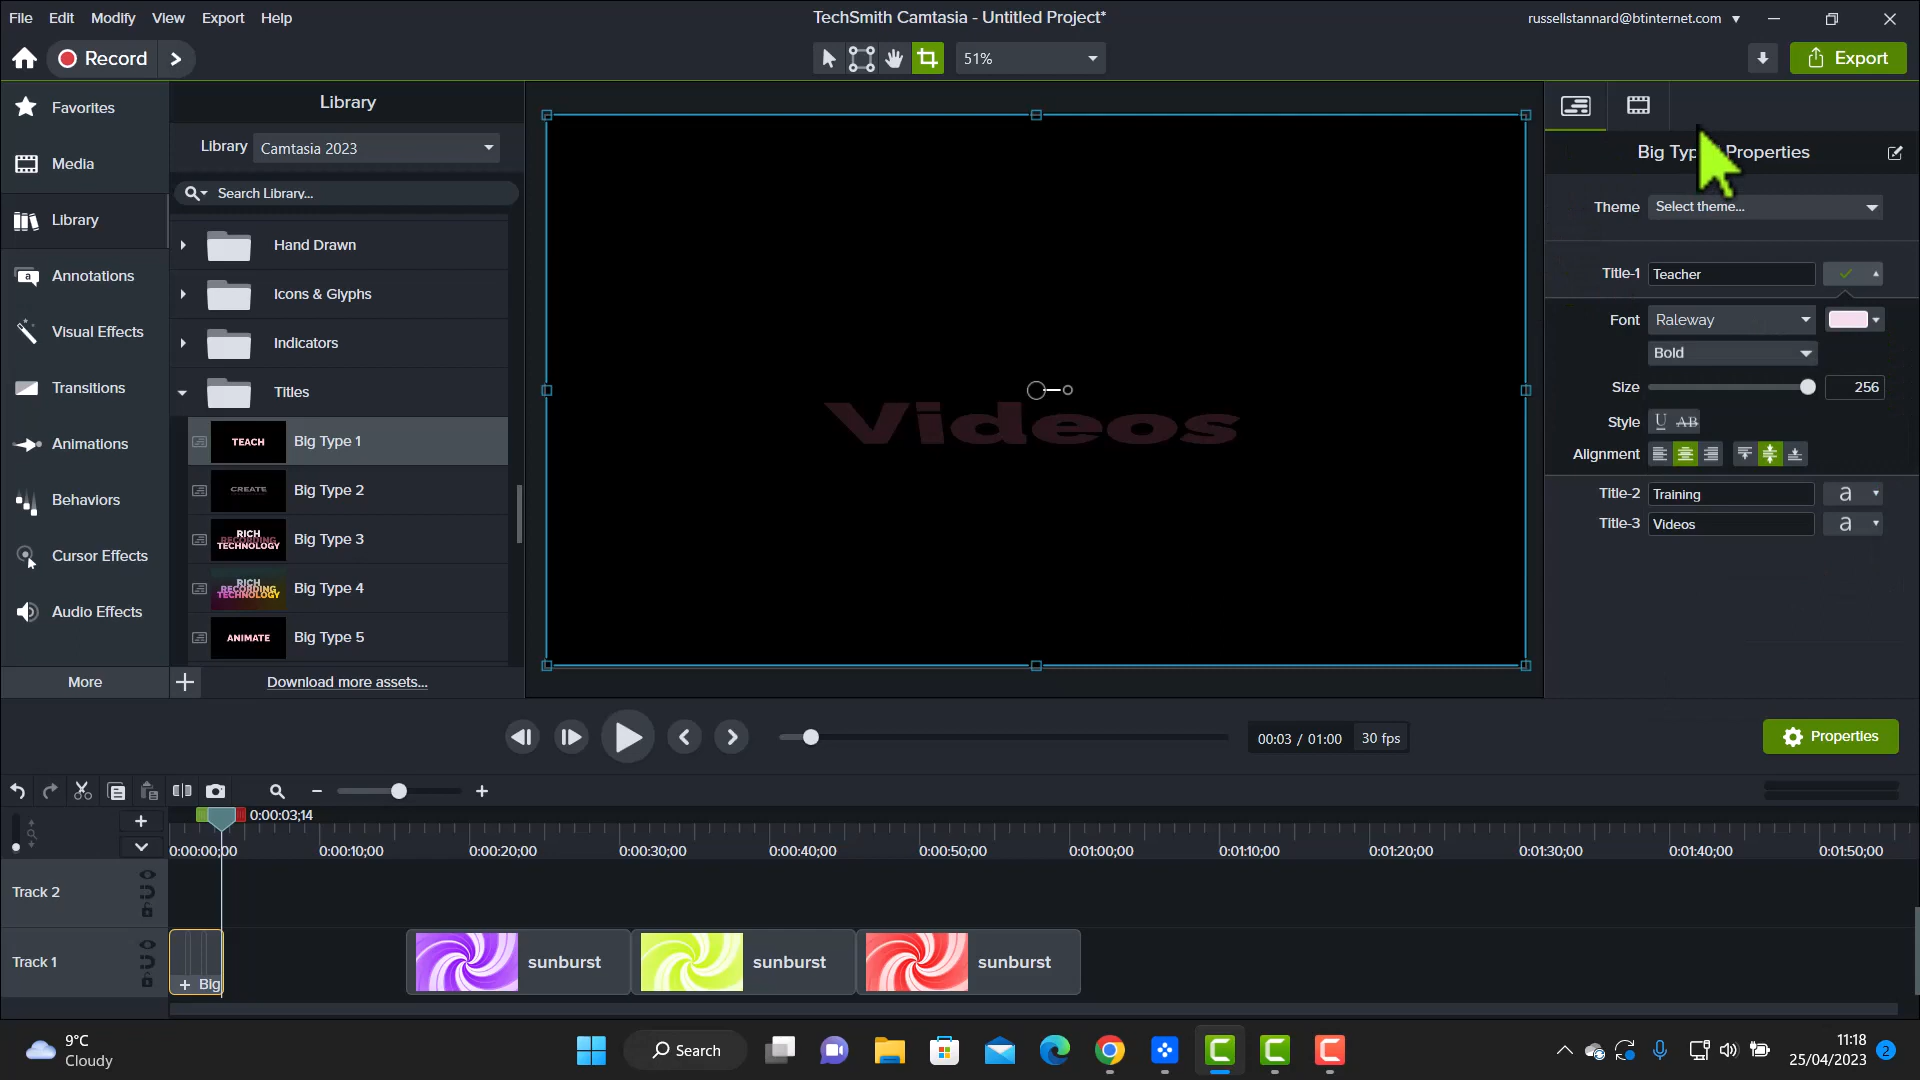 File Edit Modify View Export Help
TechSmith Camtasia - Untitled Project*
russellstannard@btinternet.com
Record
51%
Export
Favorites
Media
Library
Annotations
Visual Effects
Transitions
Animations
Behaviors
Cursor Effects
Audio Effects
More
Library
Library Camtasia 2023
Search Library...
Hand Drawn
Icons & Glyphs
Indicators
Titles
TEACH Big Type 1
CREATE Big Type 2
RICH RECORDING TECHNOLOGY Big Type 3
RICH RECORDING TECHNOLOGY Big Type 4
ANIMATE Big Type 5
Download more assets...
Videos
Properties
Theme Select theme...
Title-1 Teacher
Font Raleway
Bold
Size 256
Style U AB
Alignment
Title-2 Training a
Title-3 Videos a
00:03 / 01:00 30 fps
Properties
0:00:03;14
0:00:00;00 0:00:10;00 0:00:20;00 0:00:30;00 0:00:40;00 0:00:50;00 0:01:00;00 0:01:10;00 0:01:20;00 0:01:30;00 0:01:40;00 0:01:50;00
Track 2
Track 1
+ Big
sunburst
sunburst
sunburst
9°C
Cloudy
Search
11:18
25/04/2023
2